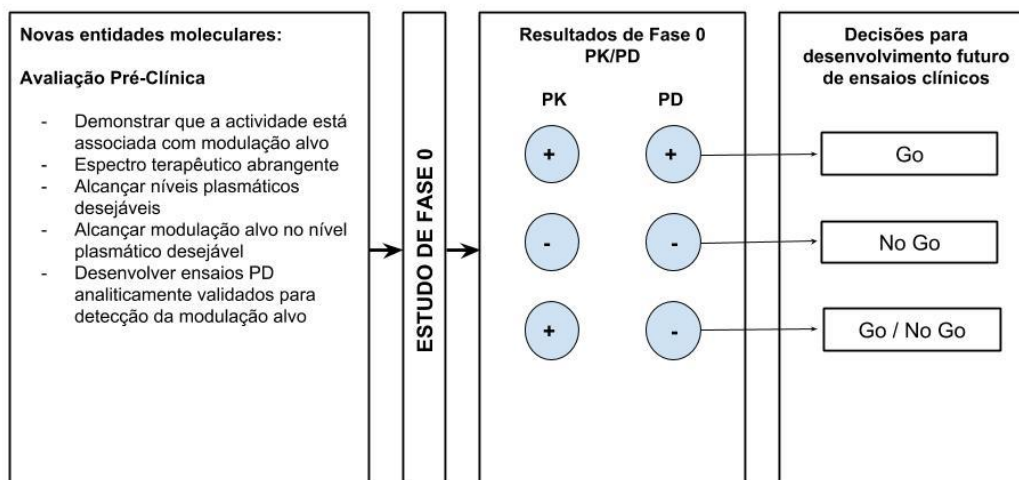 Novas entidades moleculares:
Avaliação Pré-Clínica
- Demonstrar que a actividade está
associada com modulação alvo
- Espectro terapêutico abrangente
- Alcançar níveis plasmáticos
desejáveis
- Alcançar modulação alvo no nível
plasmático desejável
- Desenvolver ensaios PD
analiticamente validados para
detecção da modulação alvo
ESTUDO DE FASE 0
Resultados de Fase 0
PK/PD
PK PD
+ +
- -
+ -
Decisões para
desenvolvimento futuro
de ensaios clínicos
Go
No Go
Go / No Go